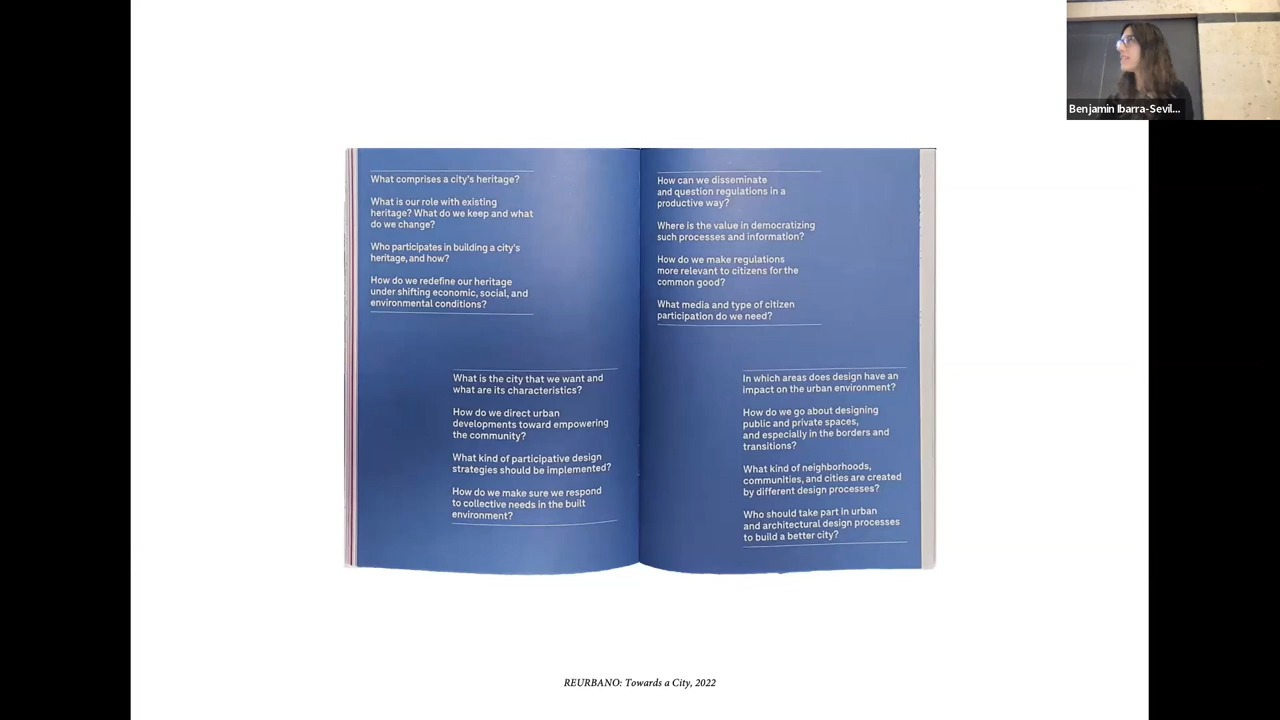 Benjamin Ibarra-Sevil...
What comprises a city's heritage?
What is our role with existing
heritage? What do we keep and what
do we change?
Who participates in building a city's
heritage, and how?
How do we redefine our heritage
under shifting economic, social, and
environmental conditions?
What is the city that we want and
what are its characteristics?
How do we direct urban
developments toward empowering
the community?
What kind of participative design
strategies should be implemented?
How do we make sure we respond
to collective needs in the built
environment?
How can we disseminate
and question regulations in a
productive way?
Where is the value in democratizing
such processes and information?
How do we make regulations
more relevant to citizens for the
common good?
What media and type of citizen
participation do we need?
In which areas does design have an
impact on the urban environment?
How do we go about designing
public and private spaces,
and especially in the borders and
transitions?
What kind of neighborhoods,
communities, and cities are created
by different design processes?
Who should take part in urban
and architectural design processes
to build a better city?
REURBANO: Towards a City, 2022